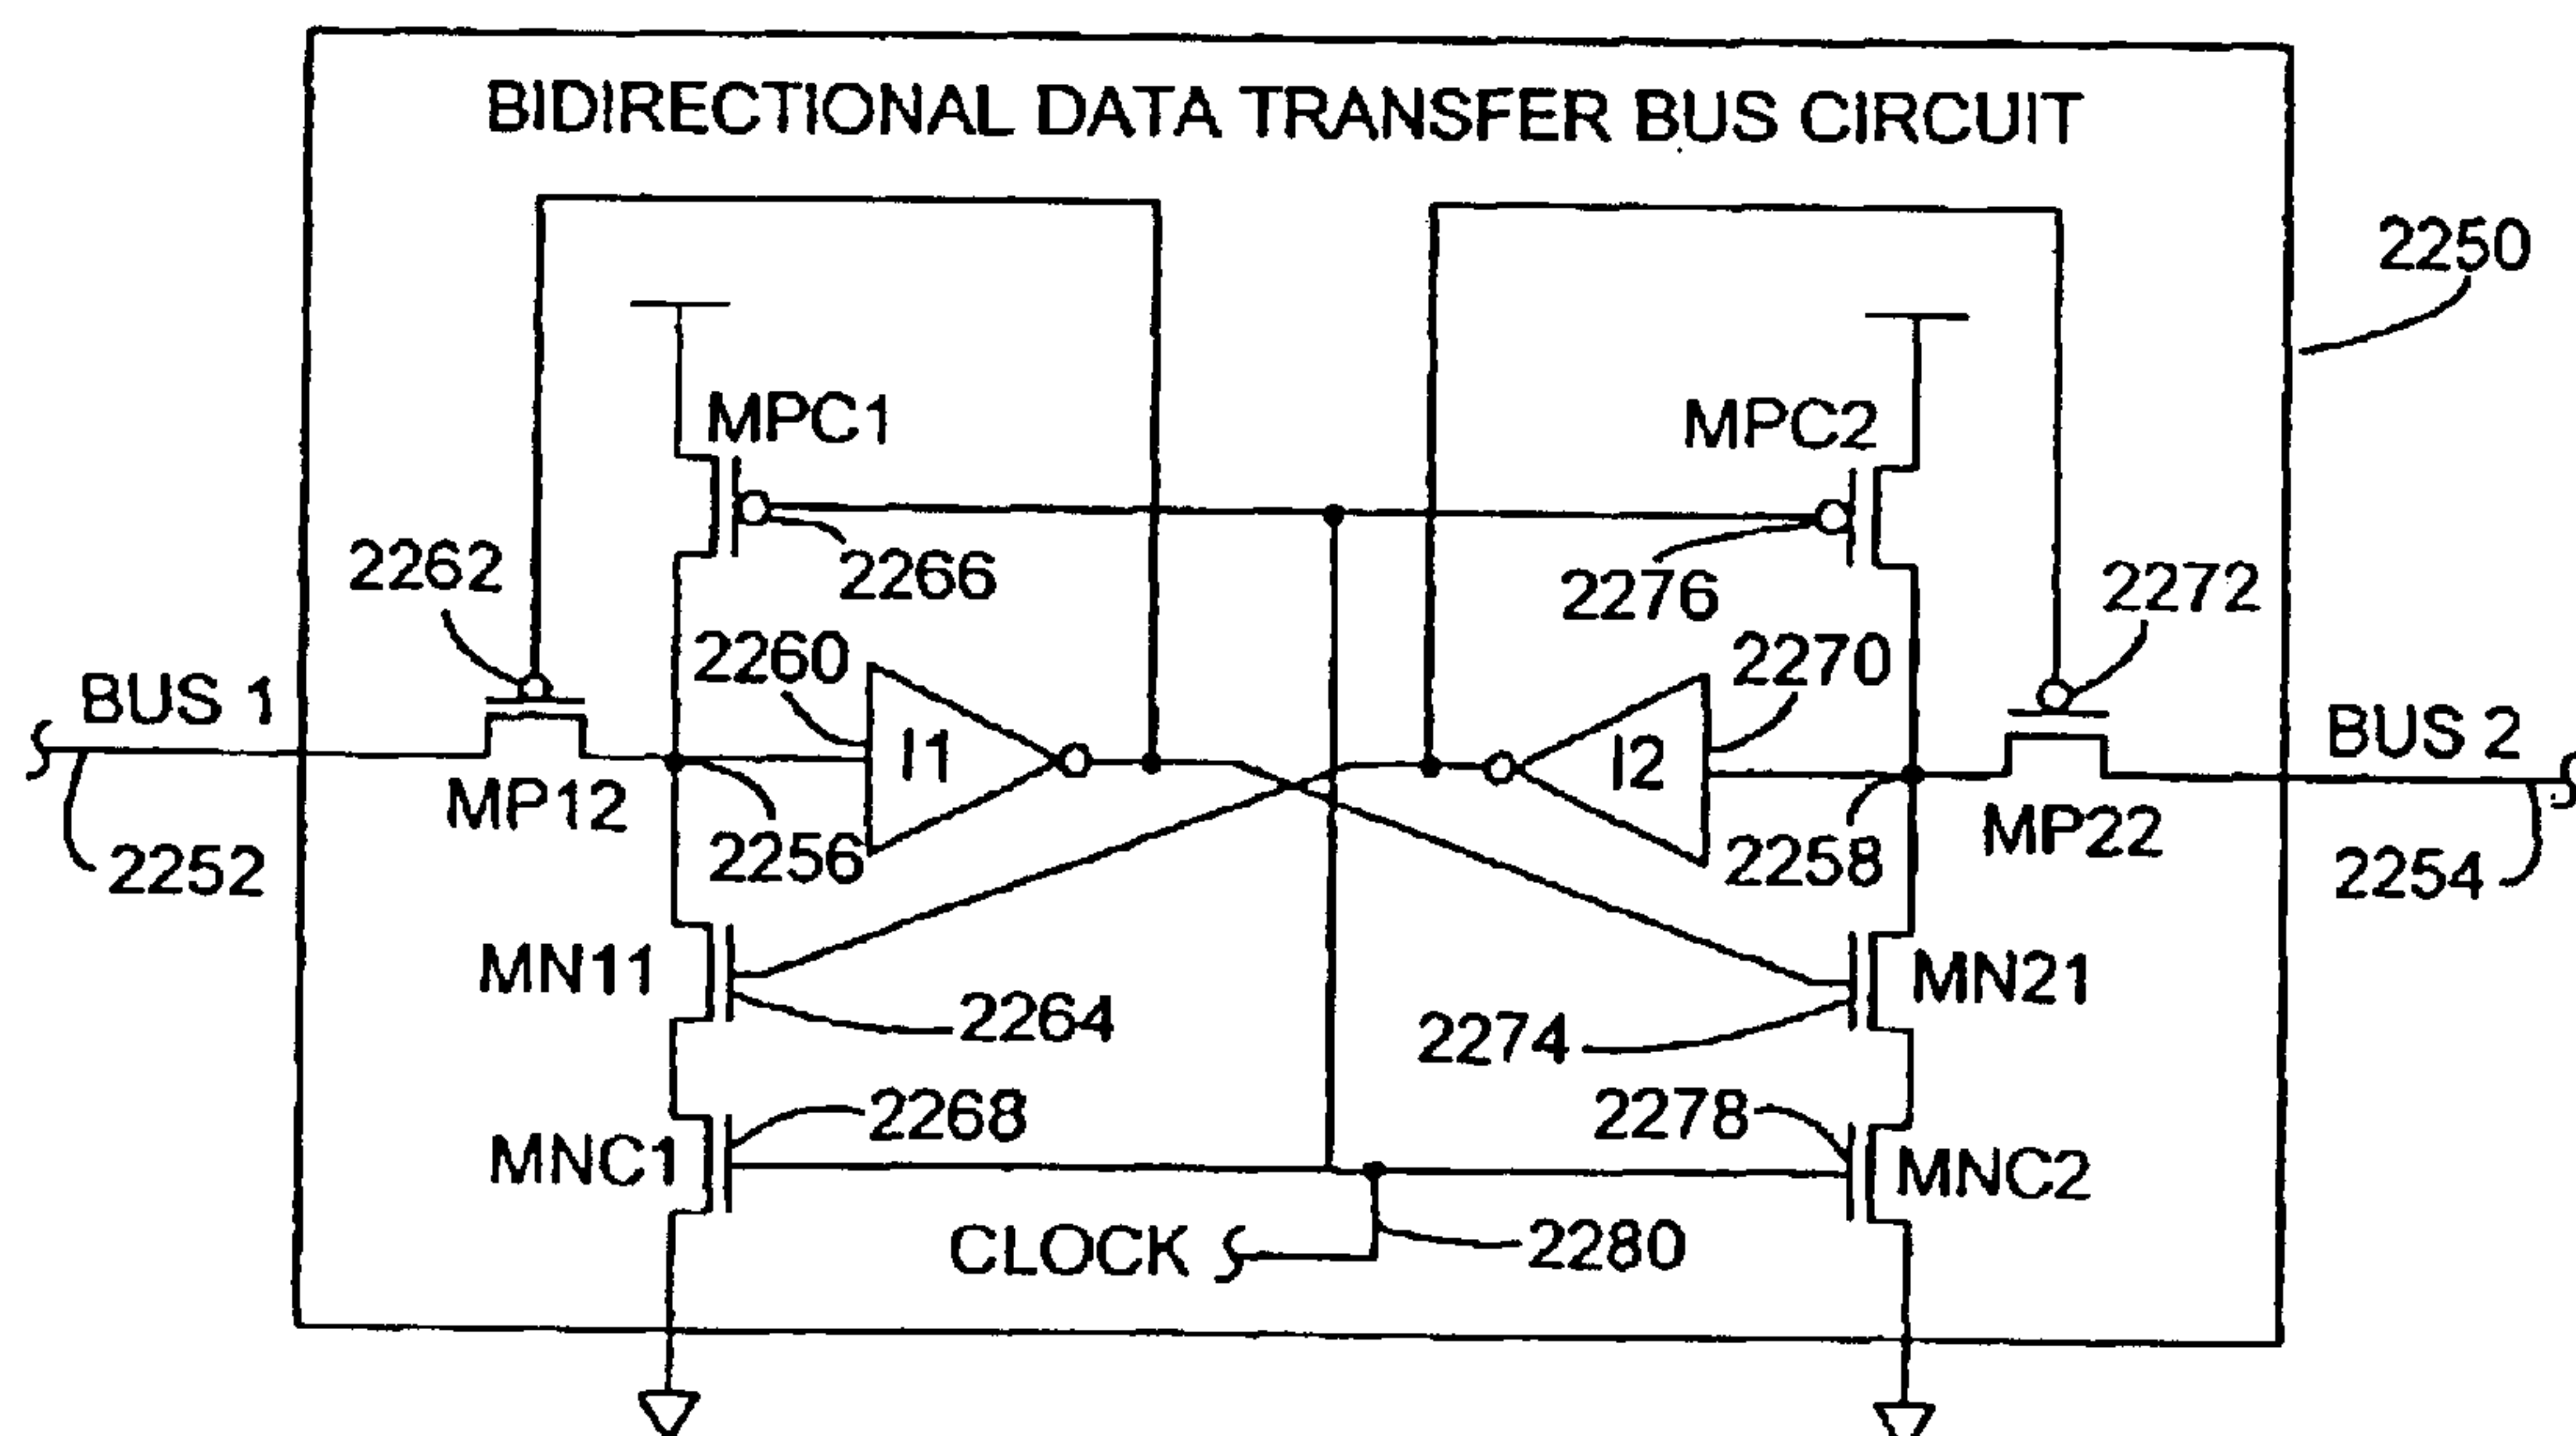 BIDIRECTIONAL DATA TRANSFER BUS CIRCUIT
2250
MPC1
MPC2
2262
2266
2276
2272
BUS 1
2260
2270
BUS 2
I1
I2
MP12
MP22
2252
2256
2258
2254
MN11
MN21
2264
2274
2268
2278
MNC1
MNC2
CLOCK
2280